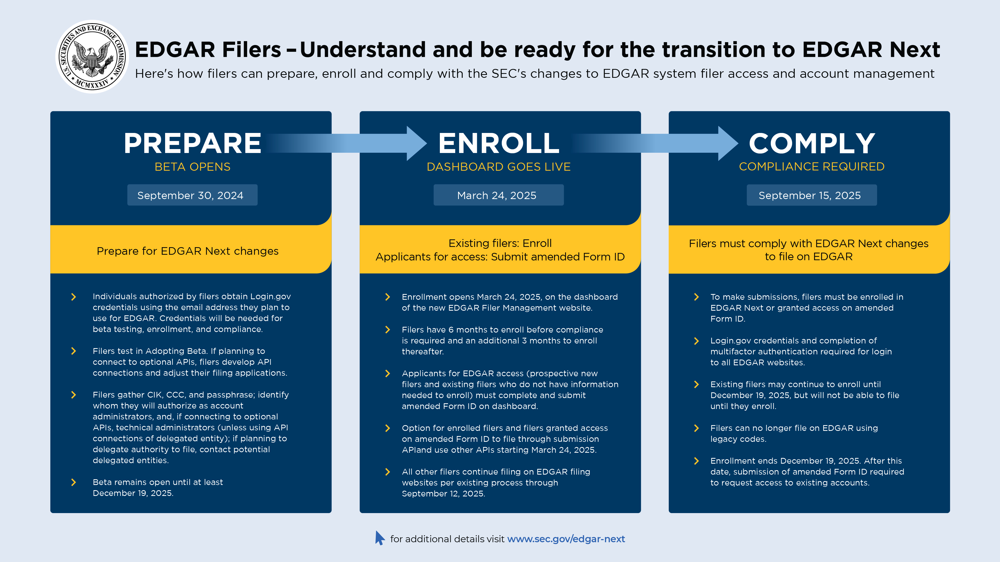 U.S. SECURITIES AND EXCHANGE COMMISSION
★ MCMXXXIV ★
EDGAR Filers – Understand and be ready for the transition to EDGAR Next
Here's how filers can prepare, enroll and comply with the SEC's changes to EDGAR system filer access and account management
PREPARE
BETA OPENS
September 30, 2024
Prepare for EDGAR Next changes
Individuals authorized by filers obtain Login.gov
credentials using the email address they plan to
use for EDGAR. Credentials will be needed for
beta testing, enrollment, and compliance.
Filers test in Adopting Beta. If planning to
connect to optional APIs, filers develop API
connections and adjust their filing applications.
Filers gather CIK, CCC, and passphrase; identify
whom they will authorize as account
administrators, and, if connecting to optional
APIs, technical administrators (unless using API
connections of delegated entity); if planning to
delegate authority to file, contact potential
delegated entities.
Beta remains open until at least
December 19, 2025.
ENROLL
DASHBOARD GOES LIVE
March 24, 2025
Existing filers: Enroll
Applicants for access: Submit amended Form ID
Enrollment opens March 24, 2025, on the dashboard
of the new EDGAR Filer Management website.
Filers have 6 months to enroll before compliance
is required and an additional 3 months to enroll
thereafter.
Applicants for EDGAR access (prospective new
filers and existing filers who do not have information
needed to enroll) must complete and submit
amended Form ID on dashboard.
Option for enrolled filers and filers granted access
on amended Form ID to file through submission
APIand use other APIs starting March 24, 2025.
All other filers continue filing on EDGAR filing
websites per existing process through
September 12, 2025.
COMPLY
COMPLIANCE REQUIRED
September 15, 2025
Filers must comply with EDGAR Next changes
to file on EDGAR
To make submissions, filers must be enrolled in
EDGAR Next or granted access on amended
Form ID.
Login.gov credentials and completion of
multifactor authentication required for login
to all EDGAR websites.
Existing filers may continue to enroll until
December 19, 2025, but will not be able to file
until they enroll.
Filers can no longer file on EDGAR using
legacy codes.
Enrollment ends December 19, 2025. After this
date, submission of amended Form ID required
to request access to existing accounts.
for additional details visit www.sec.gov/edgar-next